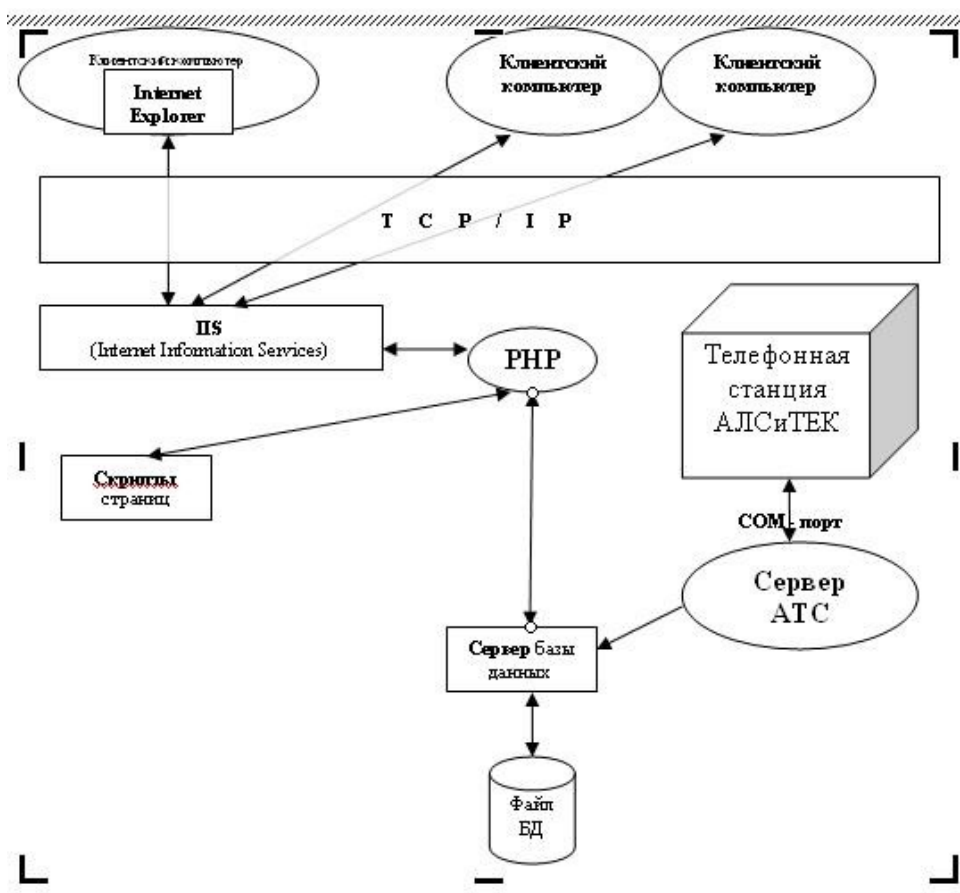 Клиентский компьютер
Internet
Explorer
Клиентский
компьютер
Клиентский
компьютер
T C P / I P
IIS
(Internet Information Services)
PHP
Телефонная
станция
АЛСиТЕК
Скрипты
страниц
COM - порт
Сервер
АТС
Сервер базы
данных
Файл
БД